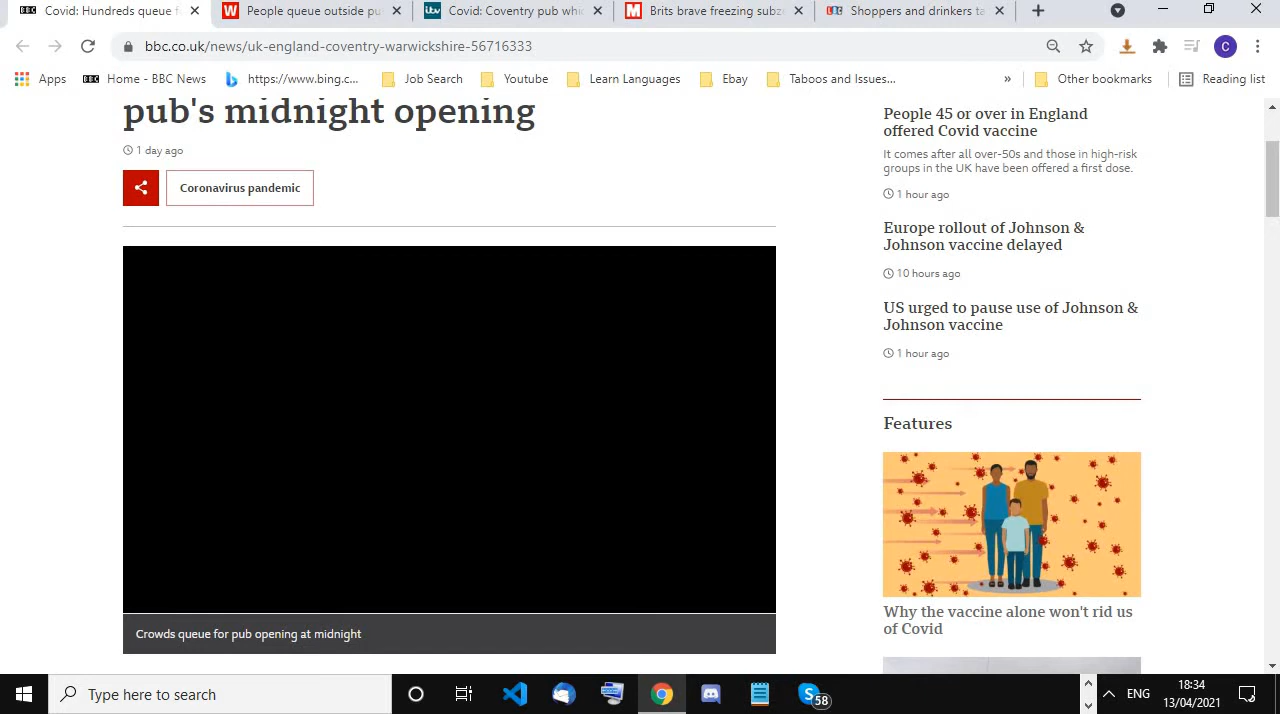 BBC Covid: Hundreds queue f
W People queue outside pu
itv Covid: Coventry pub whic
M Brits brave freezing subze
Shoppers and drinkers ta
bbc.co.uk/news/uk-england-coventry-warwickshire-56716333
C
Apps
BBC Home - BBC News
https://www.bing.c...
Job Search
Youtube
Learn Languages
Ebay
Taboos and Issues...
»
Other bookmarks
Reading list
pub's midnight opening
1 day ago
Coronavirus pandemic
Crowds queue for pub opening at midnight
People 45 or over in England
offered Covid vaccine
It comes after all over-50s and those in high-risk
groups in the UK have been offered a first dose.
1 hour ago
Europe rollout of Johnson &
Johnson vaccine delayed
10 hours ago
US urged to pause use of Johnson &
Johnson vaccine
1 hour ago
Features
Why the vaccine alone won't rid us
of Covid
Type here to search
S 58
ENG
18:34
13/04/2021